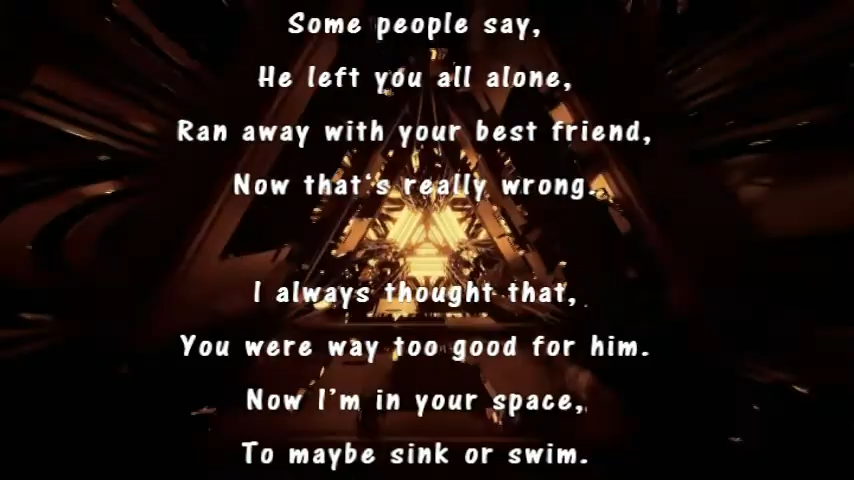 Some people say,
He left you all alone,
Ran away with your best friend,
Now that‘s really wrong.
I always thought that,
You were way too good for him.
Now I’m in your space,
To maybe sink or swim.